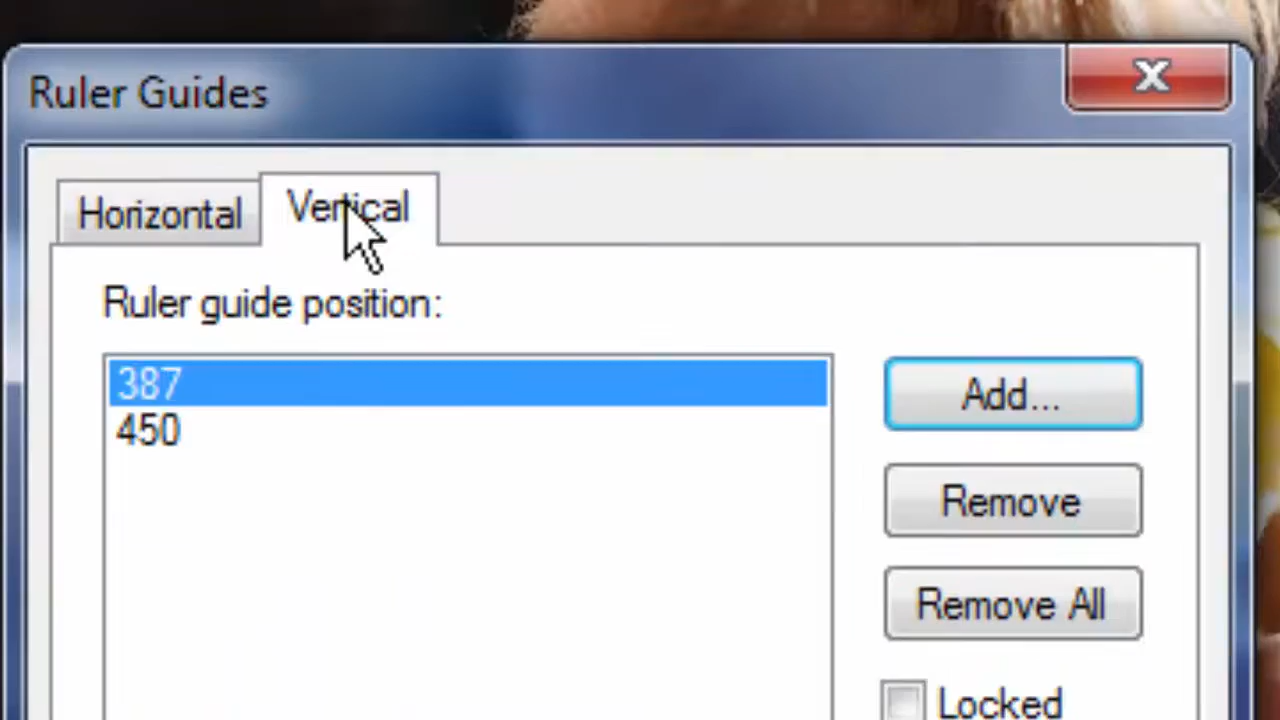 Ruler Guides
Horizontal
Vertical
Ruler guide position:
387
450
Add...
Remove
Remove All
Locked